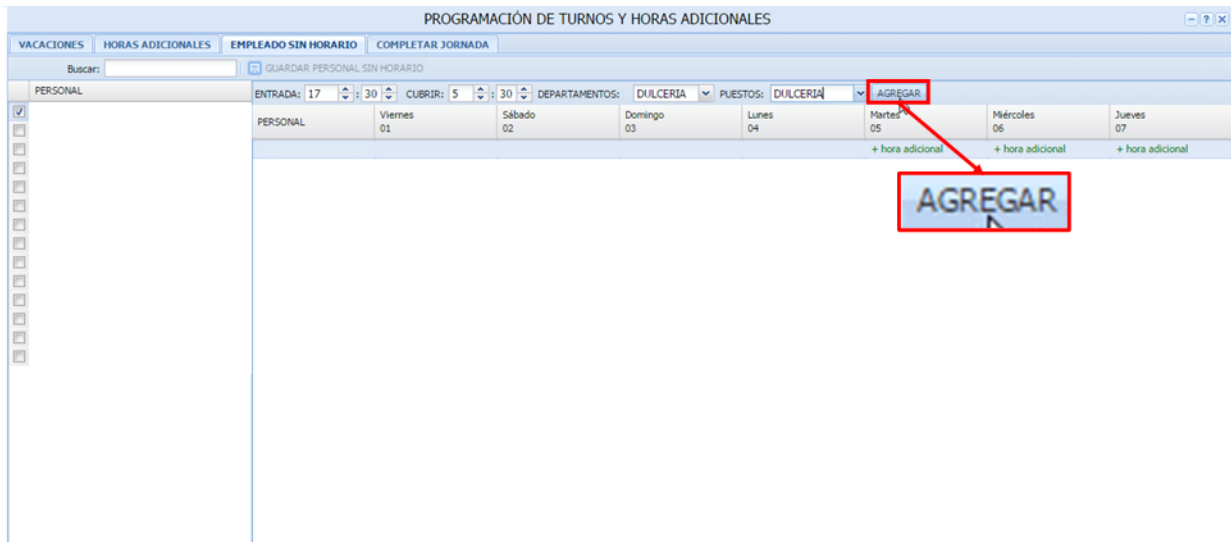 PROGRAMACIÓN DE TURNOS Y HORAS ADICIONALES
VACACIONES HORAS ADICIONALES EMPLEADO SIN HORARIO COMPLETAR JORNADA
Buscar: GUARDAR PERSONAL SIN HORARIO
PERSONAL ENTRADA: 17 : 30 CUBRIR: 5 : 30 DEPARTAMENTOS: DULCERIA PUESTOS: DULCERIA AGREGAR
PERSONAL Viernes Sábado Domingo Lunes Martes Miércoles Jueves
01 02 03 04 05 06 07
+ hora adicional + hora adicional + hora adicional
AGREGAR